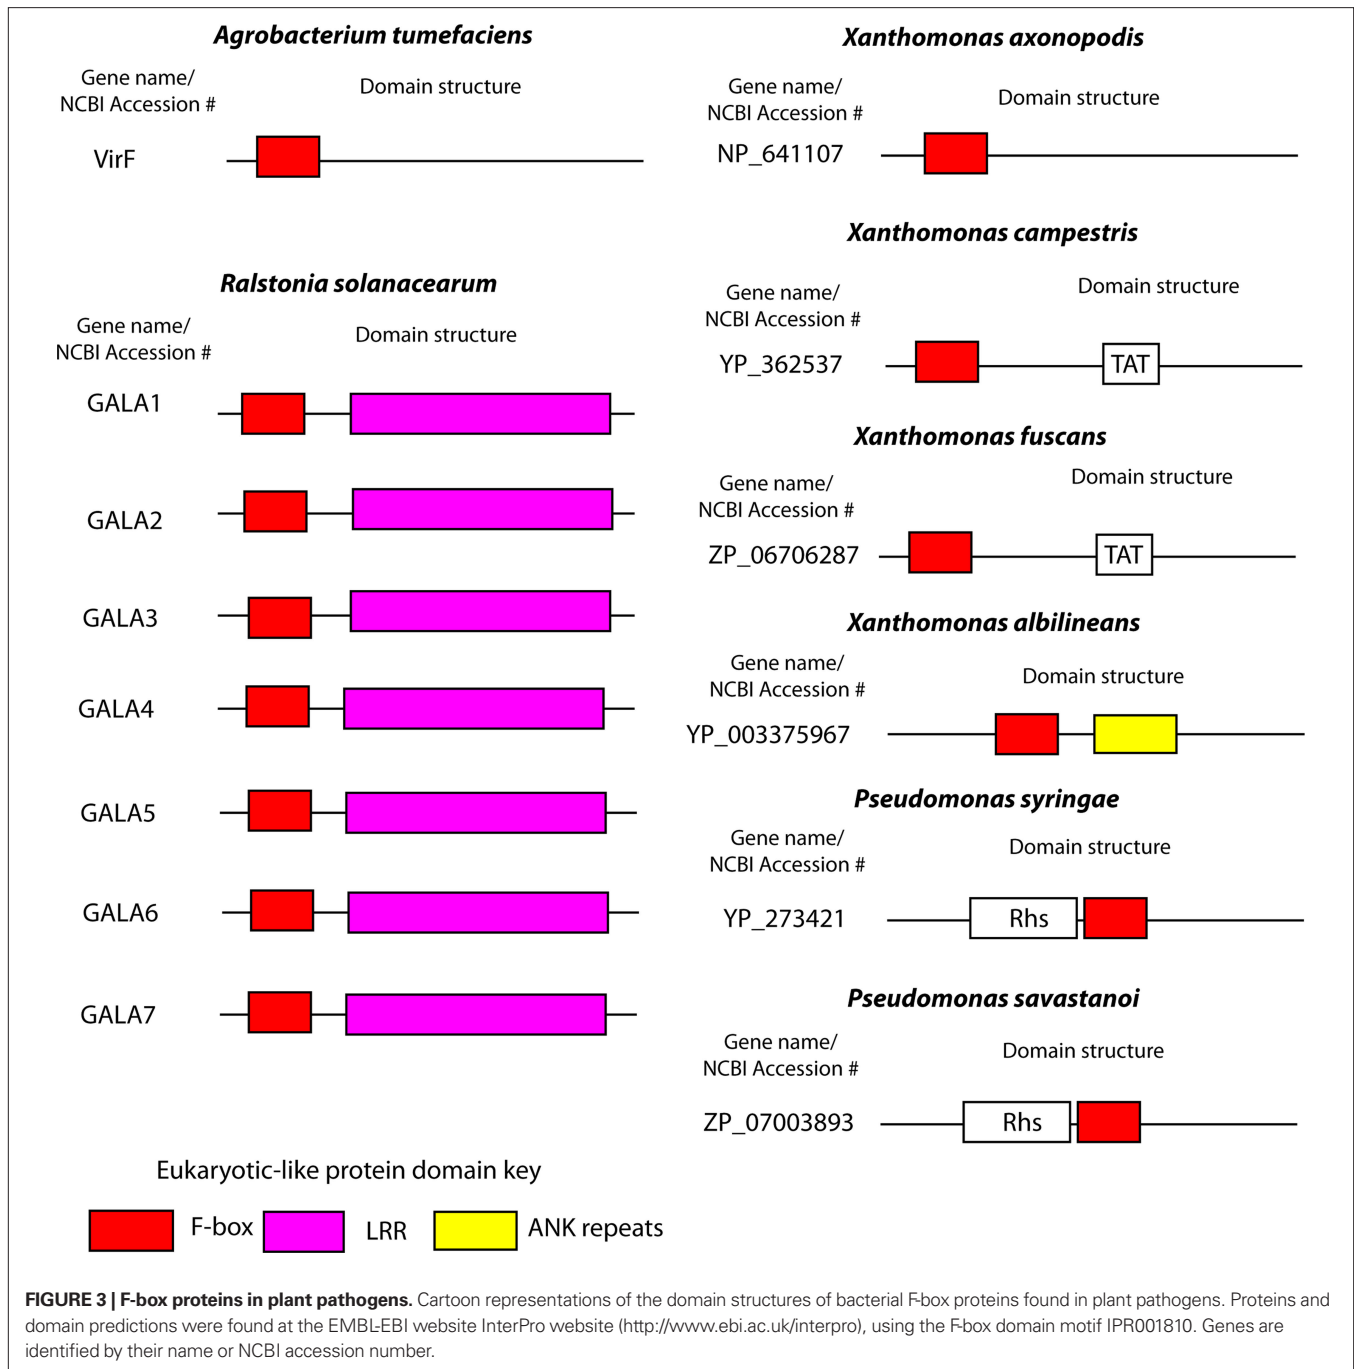 Agrobacterium tumefaciens
Gene name/
NCBI Accession #
Domain structure
VirF
Ralstonia solanacearum
Gene name/
NCBI Accession #
Domain structure
GALA1
GALA2
GALA3
GALA4
GALA5
GALA6
GALA7
Xanthomonas axonopodis
Gene name/
NCBI Accession #
Domain structure
NP_641107
Xanthomonas campestris
Gene name/
NCBI Accession #
Domain structure
YP_362537
TAT
Xanthomonas fuscans
Gene name/
NCBI Accession #
Domain structure
ZP_06706287
TAT
Xanthomonas albilineans
Gene name/
NCBI Accession #
Domain structure
YP_003375967
Pseudomonas syringae
Gene name/
NCBI Accession #
Domain structure
YP_273421
Rhs
Pseudomonas savastanoi
Gene name/
NCBI Accession #
Domain structure
ZP_07003893
Rhs
Eukaryotic-like protein domain key
F-box
LRR
ANK repeats
FIGURE 3 | F-box proteins in plant pathogens. Cartoon representations of the domain structures of bacterial F-box proteins found in plant pathogens. Proteins and
domain predictions were found at the EMBL-EBI website InterPro website (http://www.ebi.ac.uk/interpro), using the F-box domain motif IPR001810. Genes are
identified by their name or NCBI accession number.